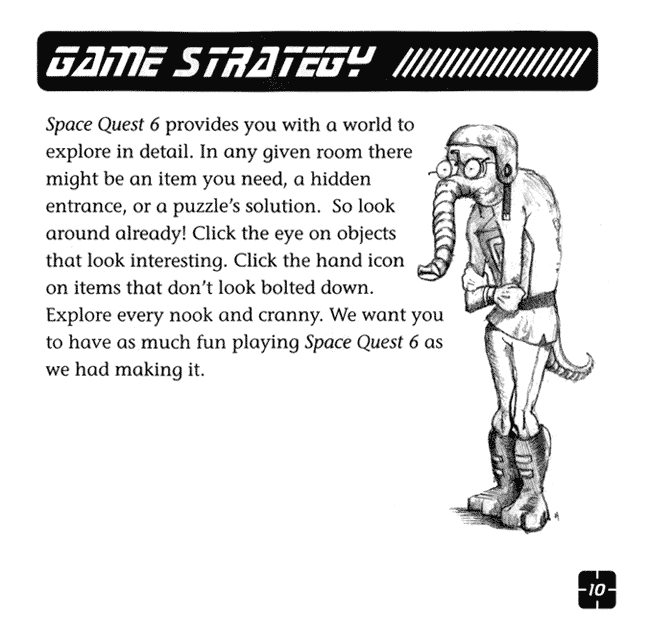 GAME STRATEGY
Space Quest 6 provides you with a world to
explore in detail. In any given room there
might be an item you need, a hidden
entrance, or a puzzle's solution.  So look
around already! Click the eye on objects
that look interesting. Click the hand icon
on items that don't look bolted down.
Explore every nook and cranny. We want you
to have as much fun playing Space Quest 6 as
we had making it.
10